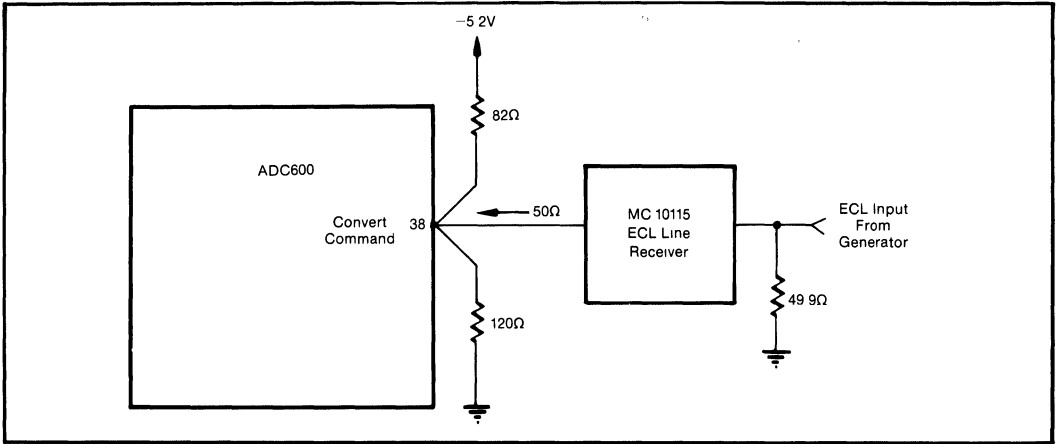 −5 2V
82Ω
ADC600
Convert
Command
38
50Ω
MC 10115
ECL Line
Receiver
ECL Input
From
Generator
49 9Ω
120Ω